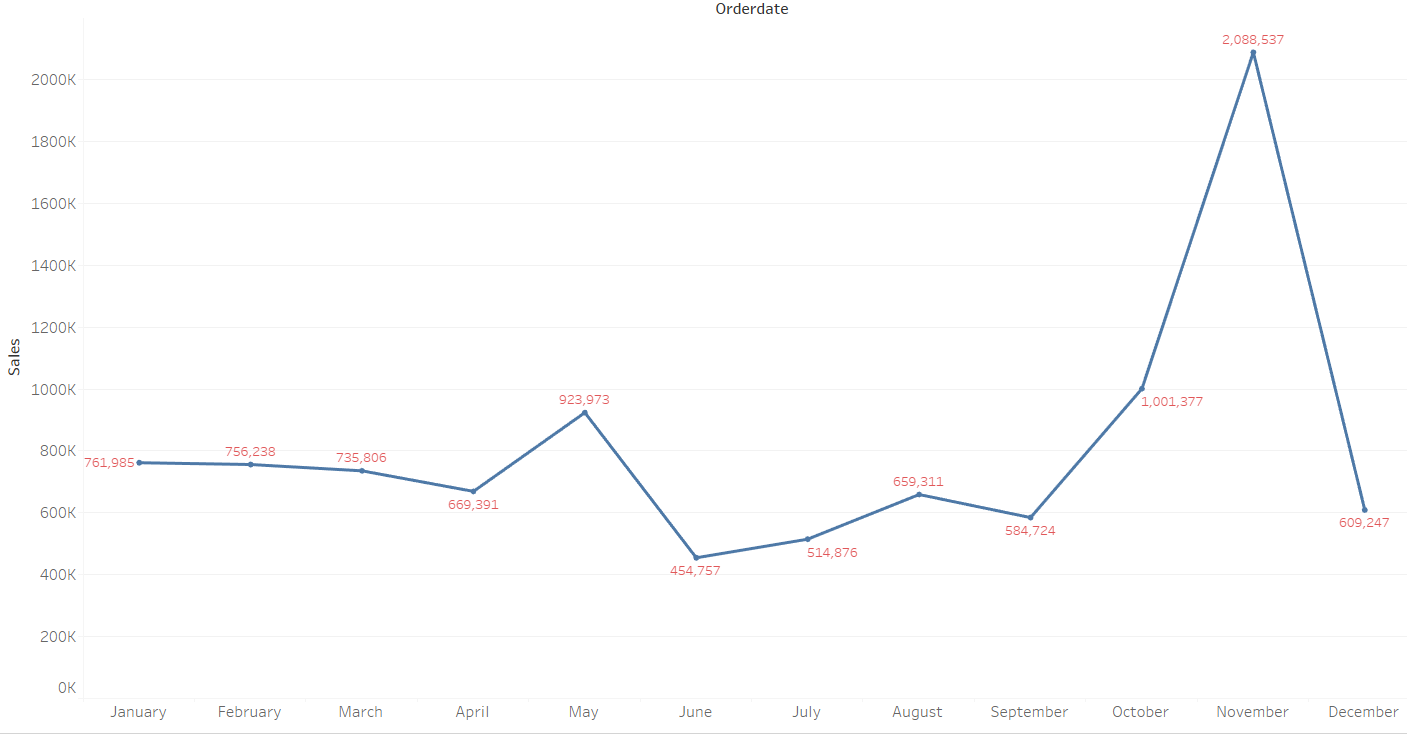 Orderdate
2,088,537
2000K
1800K
1600K
1400K
1200K
Sales
1000K
923,973
1,001,377
800K
761,985
756,238
735,806
669,391
659,311
600K
584,724
609,247
514,876
454,757
400K
200K
0K
January February March April May June July August September October November December